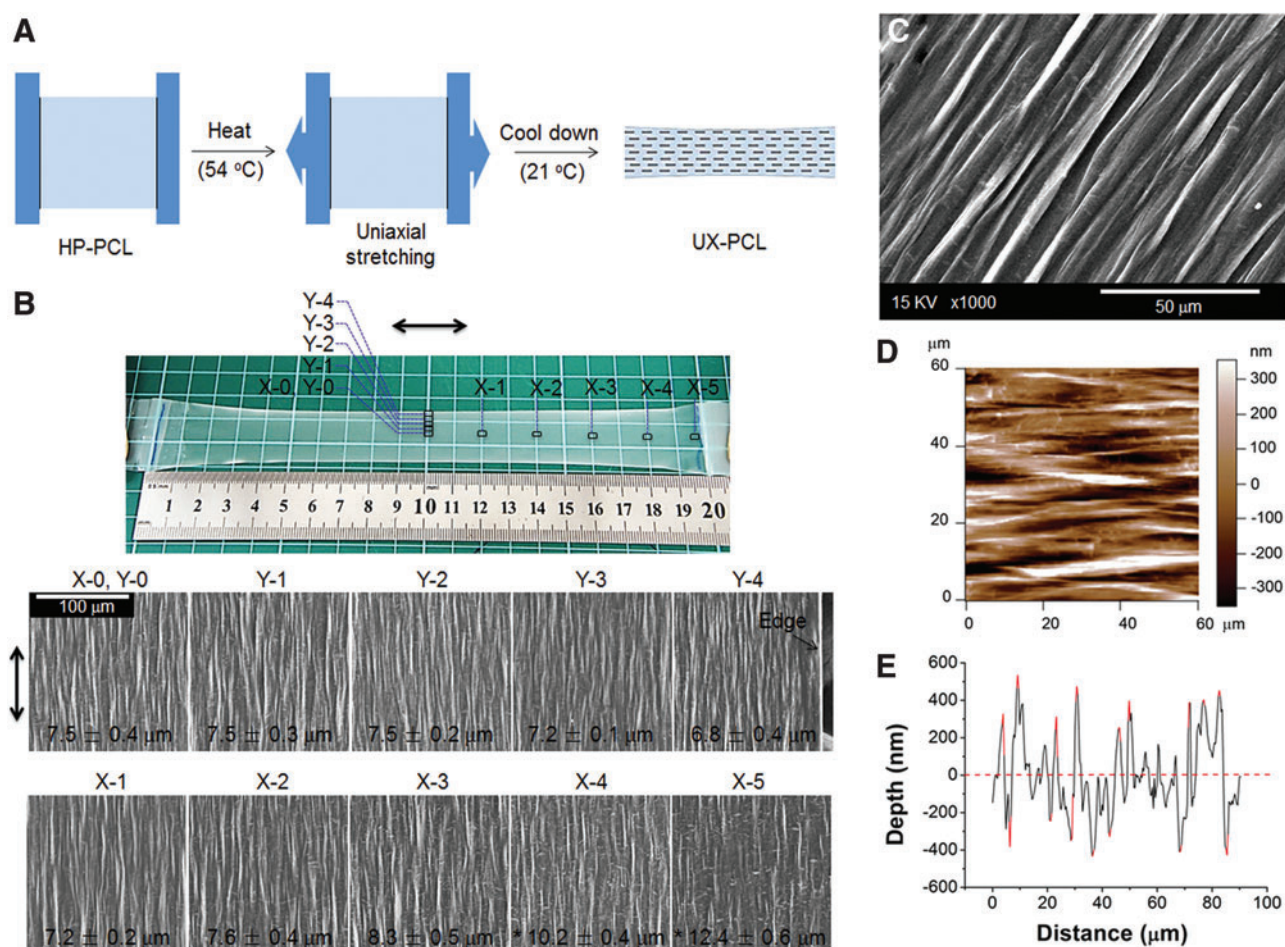 A
Heat
(54 °C)
Cool down
(21 °C)
HP-PCL
Uniaxial
stretching
UX-PCL
B
Y-4
Y-3
Y-2
Y-1
X-0 Y-0 X-1 X-2 X-3 X-4 X-5
1 2 3 4 5 6 7 8 9 10 11 12 13 14 15 16 17 18 19 20
X-0, Y-0 Y-1 Y-2 Y-3 Y-4
100 μm
Edge
7.5 ± 0.4 μm 7.5 ± 0.3 μm 7.5 ± 0.2 μm 7.2 ± 0.1 μm 6.8 ± 0.4 μm
X-1 X-2 X-3 X-4 X-5
7.2 ± 0.2 μm 7.6 ± 0.4 μm 8.3 ± 0.5 μm *10.2 ± 0.4 μm *12.4 ± 0.6 μm
C
15 KV x1000 50 μm
D
μm
60
40
20
0
0 20 40 60
μm
nm
300
200
100
0
-100
-200
-300
E
600
400
200
0
-200
-400
-600
Depth (nm)
0 20 40 60 80 100
Distance (μm)